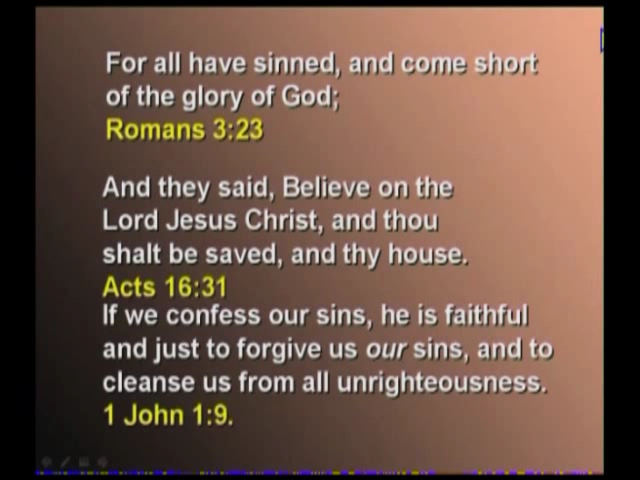 For all have sinned, and come short
of the glory of God;
Romans 3:23
And they said, Believe on the
Lord Jesus Christ, and thou
shalt be saved, and thy house.
Acts 16:31
If we confess our sins, he is faithful
and just to forgive us our sins, and to
cleanse us from all unrighteousness.
1 John 1:9.